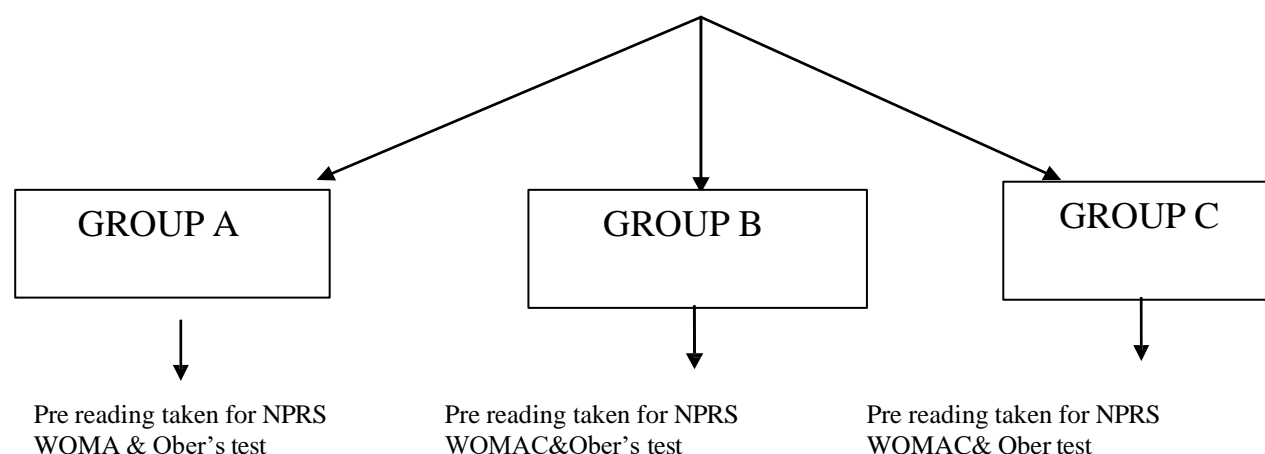 GROUP A
GROUP B
GROUP C
Pre reading taken for NPRS
WOMA & Ober’s test
Pre reading taken for NPRS
WOMAC&Ober’s test
Pre reading taken for NPRS
WOMAC& Ober test